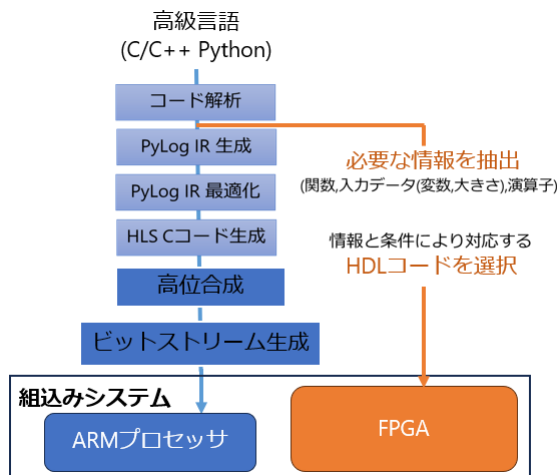 高級言語
(C/C++ Python)
コード解析
PyLog IR 生成
PyLog IR 最適化
HLS Cコード生成
高位合成
ビットストリーム生成
必要な情報を抽出
(関数,入力データ(変数,大きさ),演算子)
情報と条件により対応する
HDLコードを選択
組込みシステム
ARMプロセッサ
FPGA